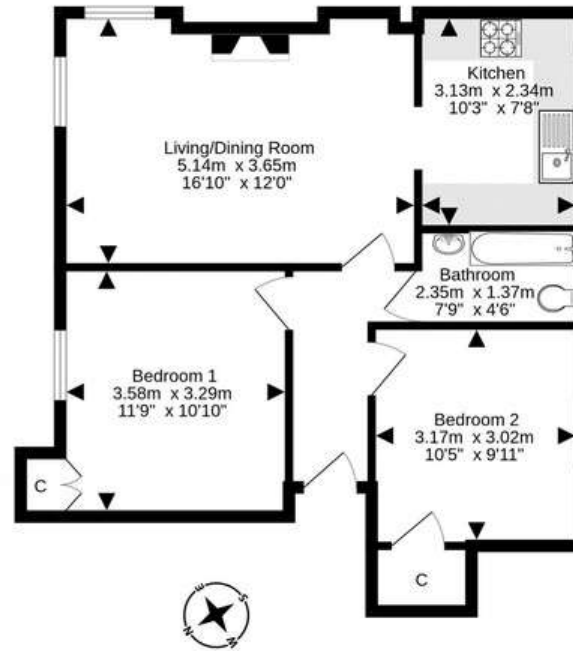 Kitchen
3.13m x 2.34m
10'3" x 7'8"
Living/Dining Room
5.14m x 3.65m
16'10" x 12'0"
Bathroom
2.35m x 1.37m
7'9" x 4'6"
Bedroom 1
3.58m x 3.29m
11'9" x 10'10"
Bedroom 2
3.17m x 3.02m
10'5" x 9'11"
C
C
E
S
N
W